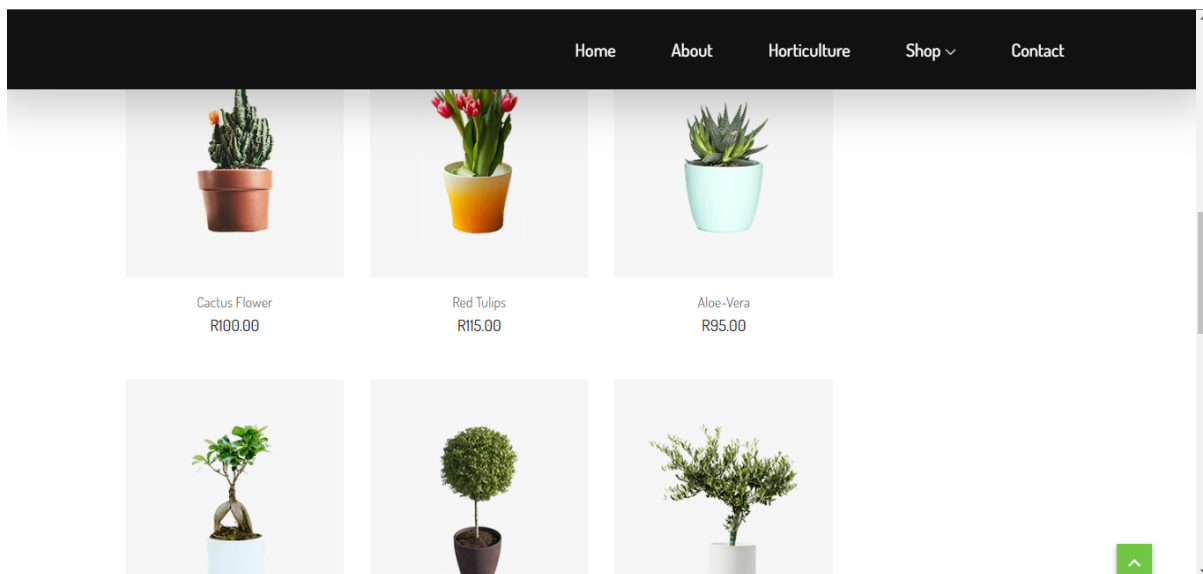 Home About Horticulture Shop Contact
Cactus Flower Red Tulips Aloe-Vera
R100.00 R115.00 R95.00